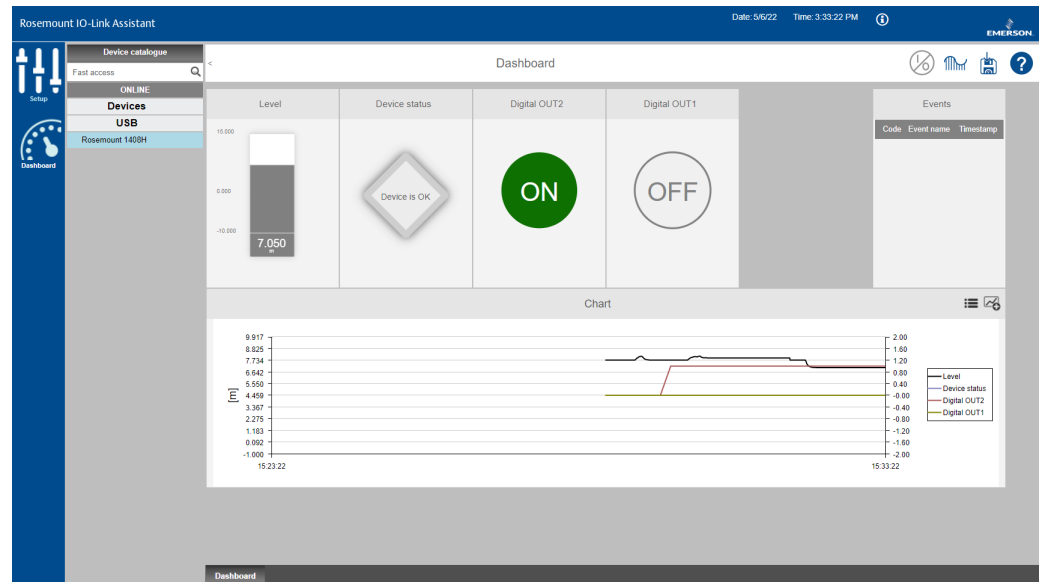 Rosemount IO-Link Assistant
Date: 5/6/22 Time: 3:33:22 PM
EMERSON.
Setup
Dashboard
Device catalogue
Fast access
ONLINE
Devices
USB
Rosemount 1408H
< Dashboard
I/O
?
Level
15.000
0.000
-10.000
7.050
m
Device status
Device is OK
Digital OUT2
ON
Digital OUT1
OFF
Events
Code Event name Timestamp
Chart
[m]
9.917
8.825
7.734
6.642
5.550
4.459
3.367
2.275
1.183
0.092
-1.000
15:23:22
15:33:22
2.00
1.60
1.20
0.80
0.40
-0.00
-0.40
-0.80
-1.20
-1.60
-2.00
Level
Device status
Digital OUT2
Digital OUT1
Dashboard